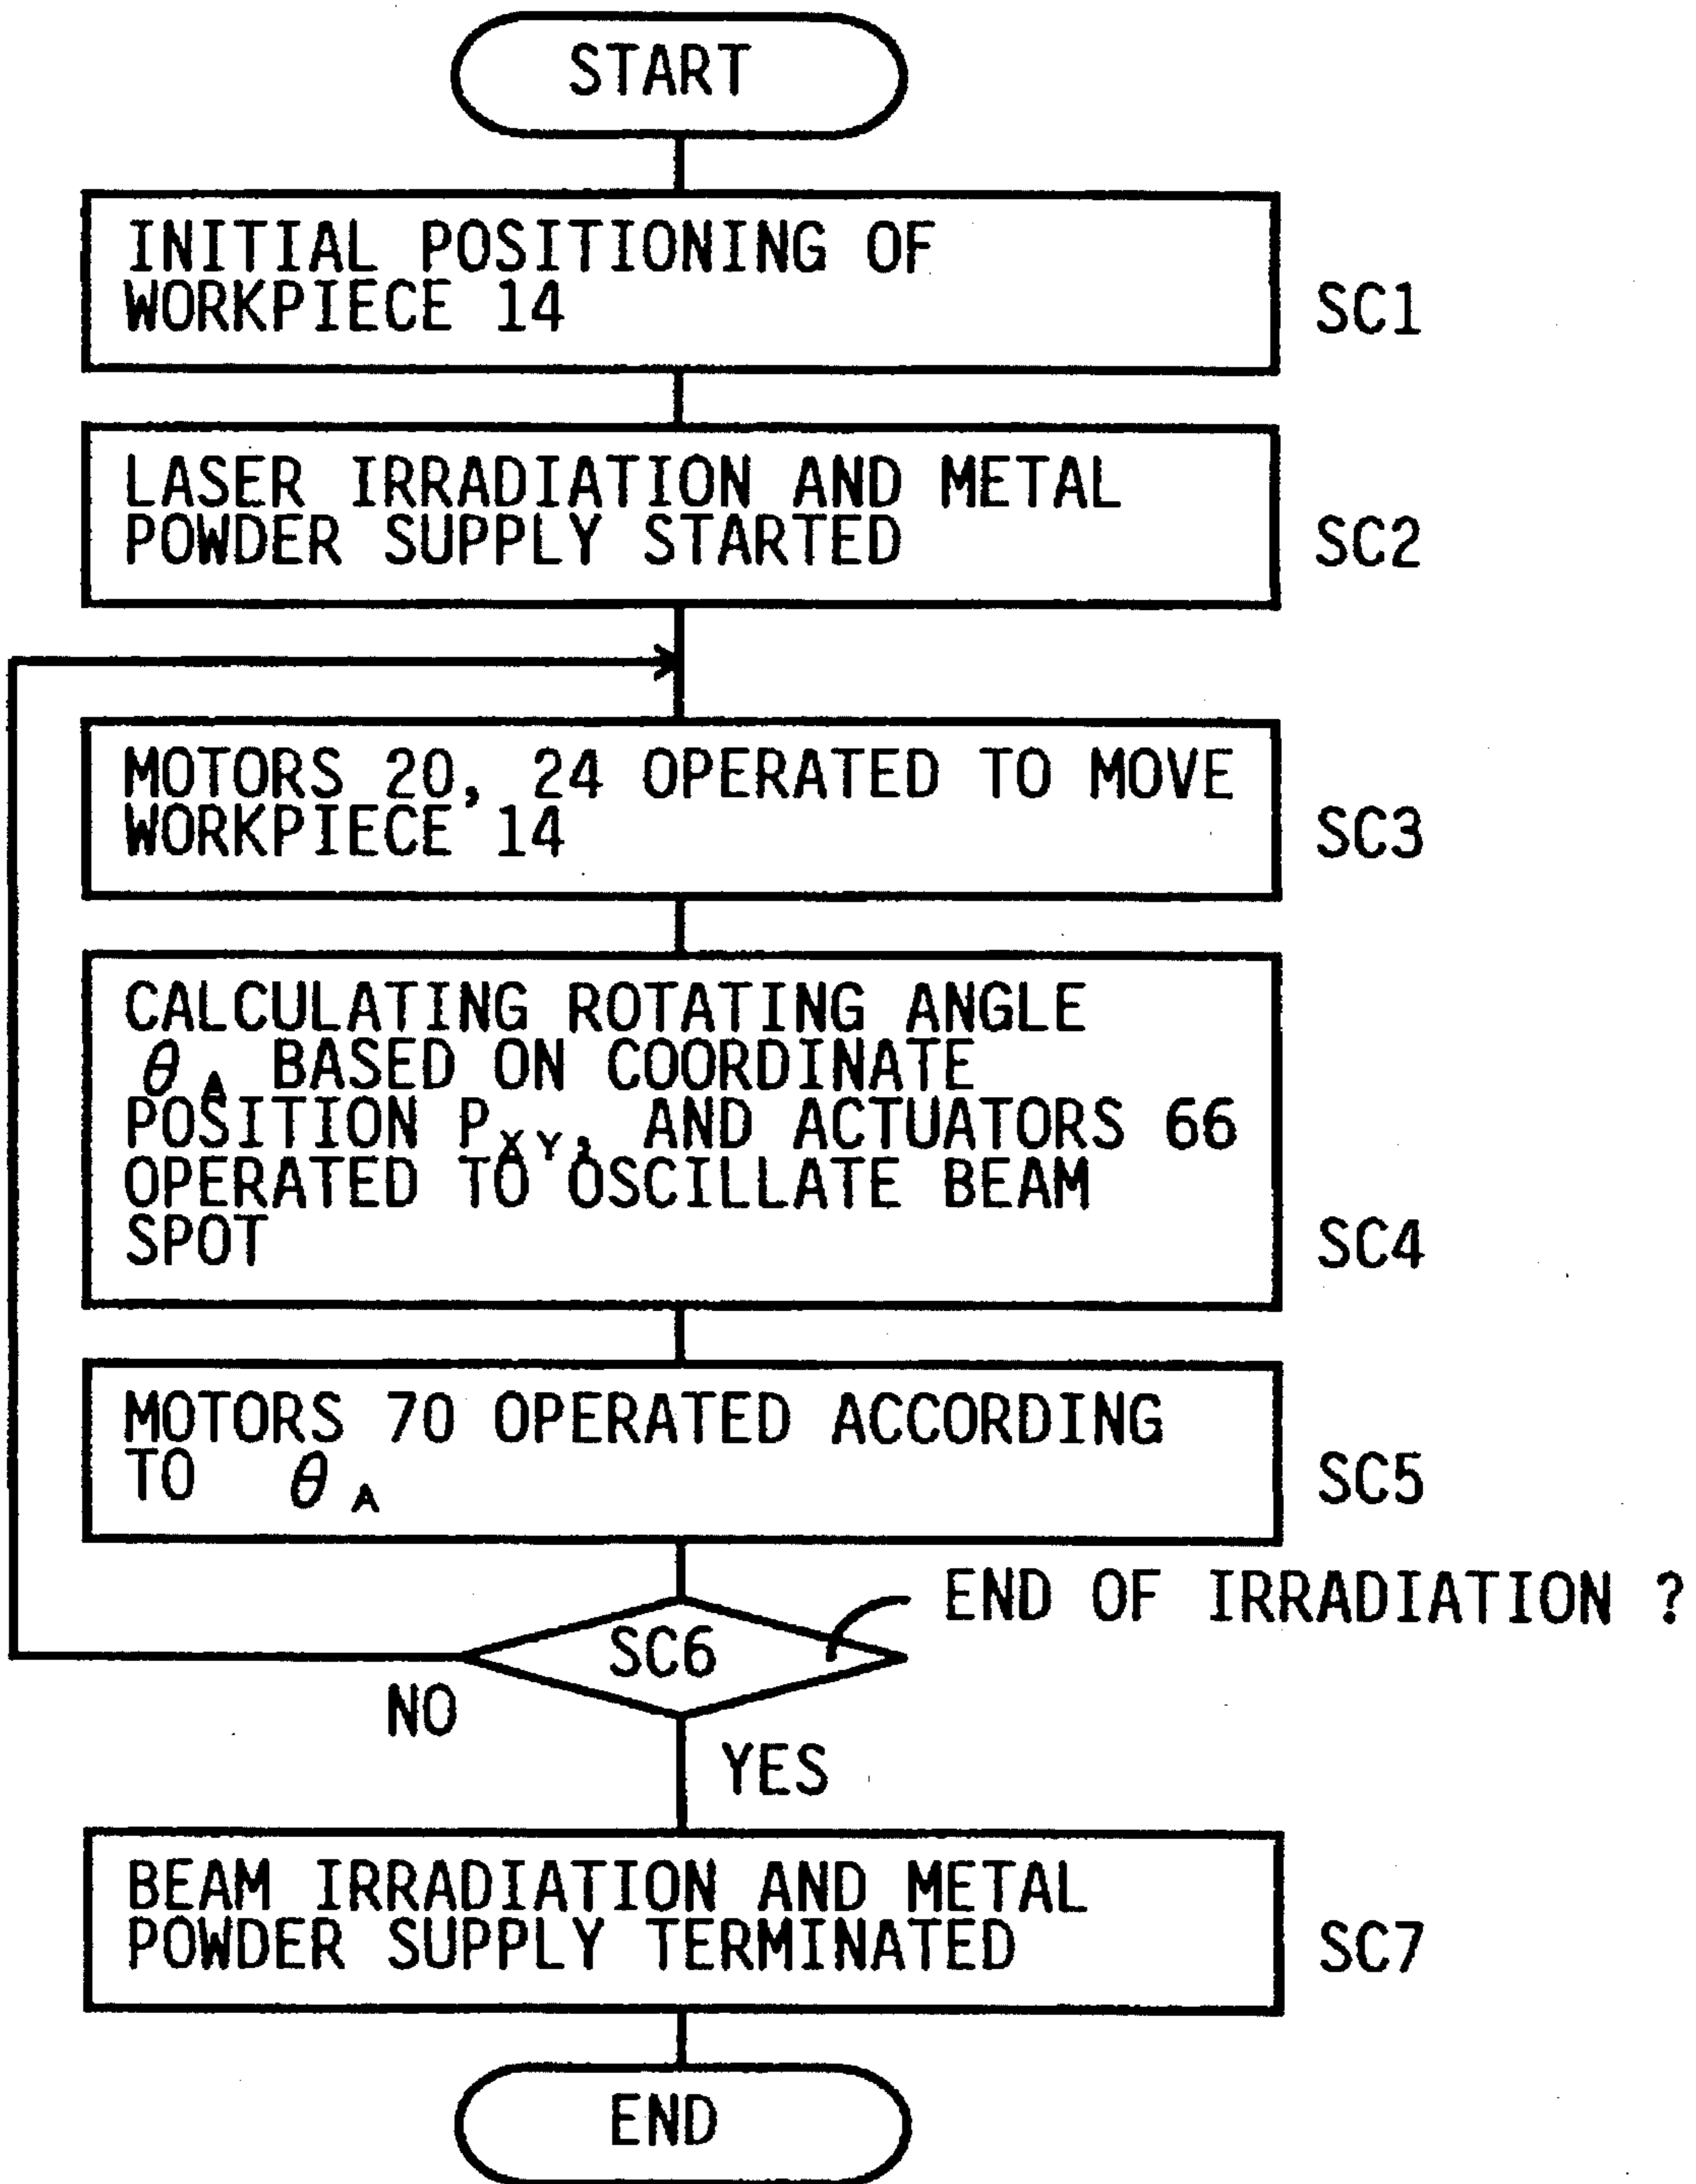 START
INITIAL POSITIONING OF
WORKPIECE 14
SC1
LASER IRRADIATION AND METAL
POWDER SUPPLY STARTED
SC2
MOTORS 20, 24 OPERATED TO MOVE
WORKPIECE 14
SC3
CALCULATING ROTATING ANGLE
θA BASED ON COORDINATE
POSITION PXY, AND ACTUATORS 66
OPERATED TO OSCILLATE BEAM
SPOT
SC4
MOTORS 70 OPERATED ACCORDING
TO θA
SC5
END OF IRRADIATION ?
SC6
NO
YES
BEAM IRRADIATION AND METAL
POWDER SUPPLY TERMINATED
SC7
END